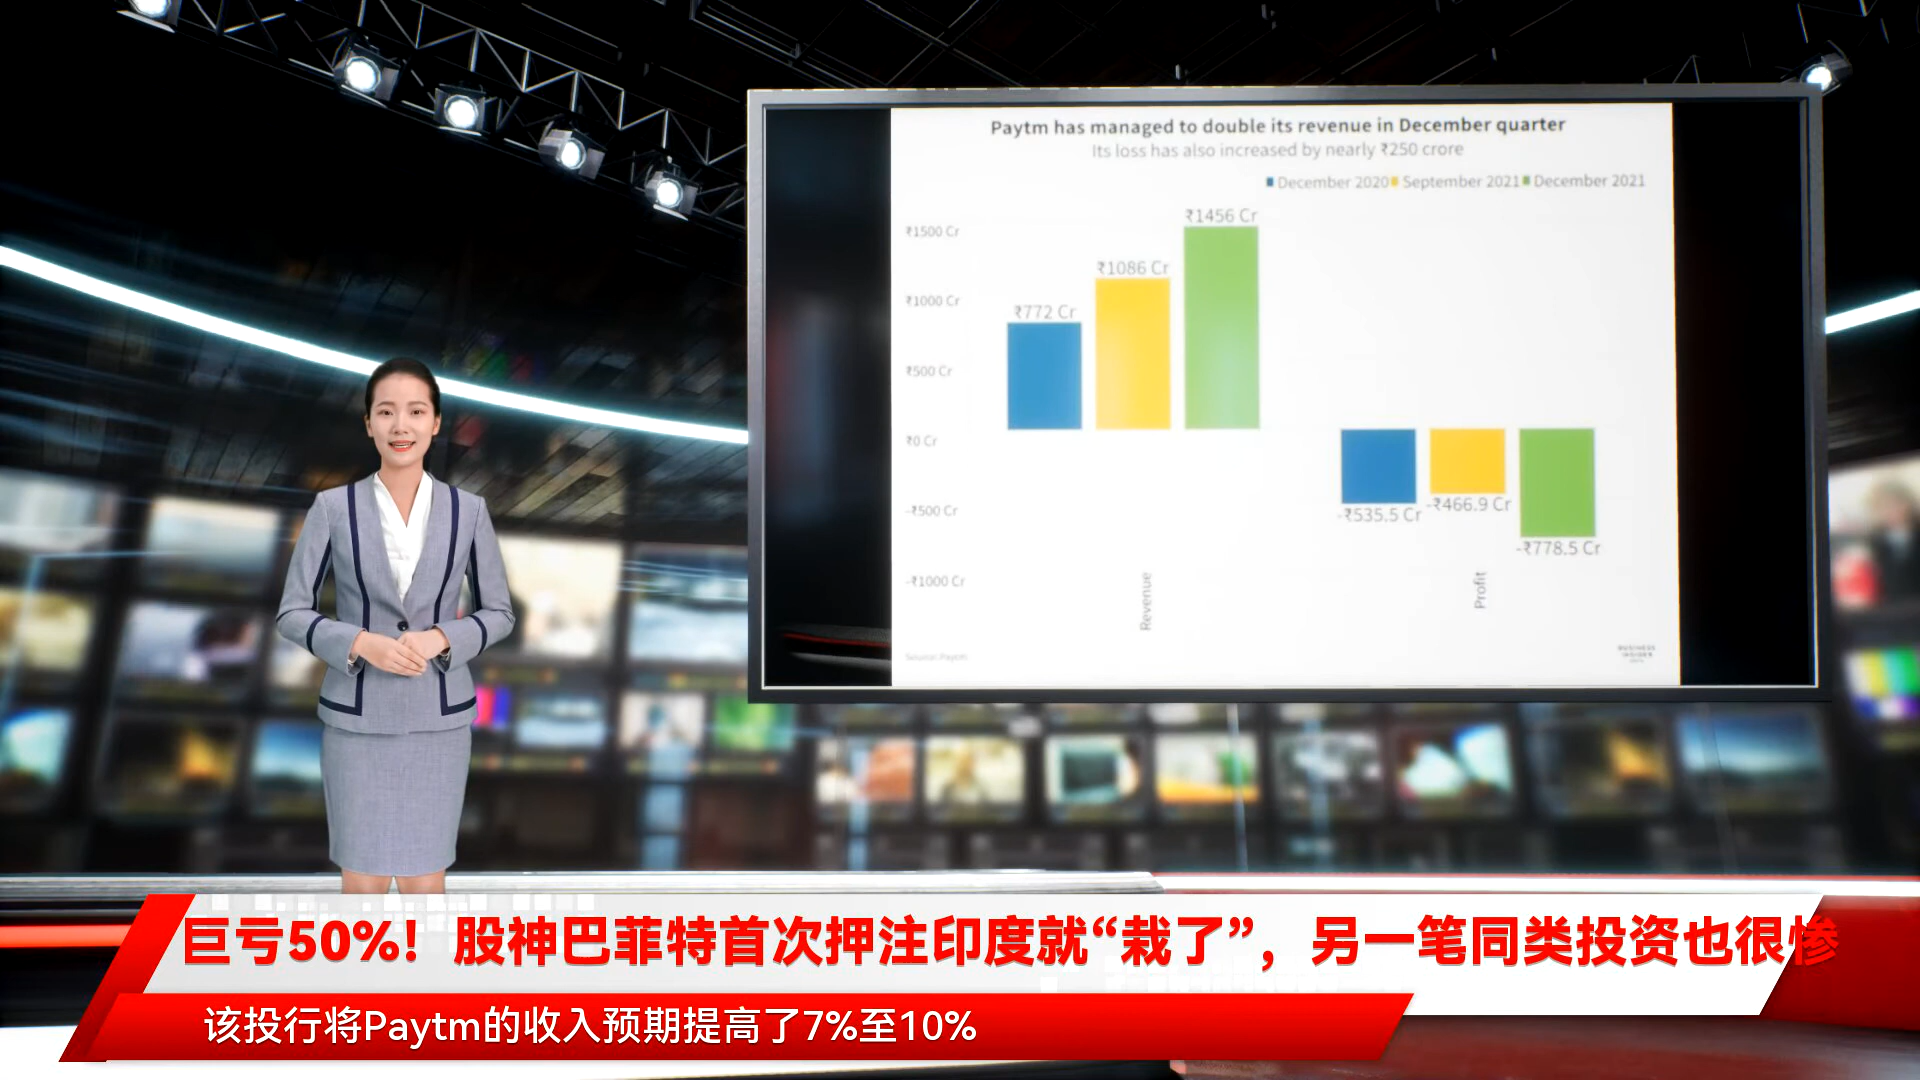 Paytm has managed to double its revenue in December quarter
Its loss has also increased by nearly ₹250 crore
December 2020 September 2021 December 2021
₹1456 Cr
₹1500 Cr
₹1086 Cr
₹1000 Cr
₹772 Cr
₹500 Cr
₹0 Cr
-₹500 Cr
-₹535.5 Cr
-₹466.9 Cr
-₹778.5 Cr
-₹1000 Cr
Revenue
Profit
Source: Paytm
BUSINESS
INSIDER
巨亏50%！股神巴菲特首次押注印度就“栽了”，另一笔同类投资也很惨
该投行将Paytm的收入预期提高了7%至10%